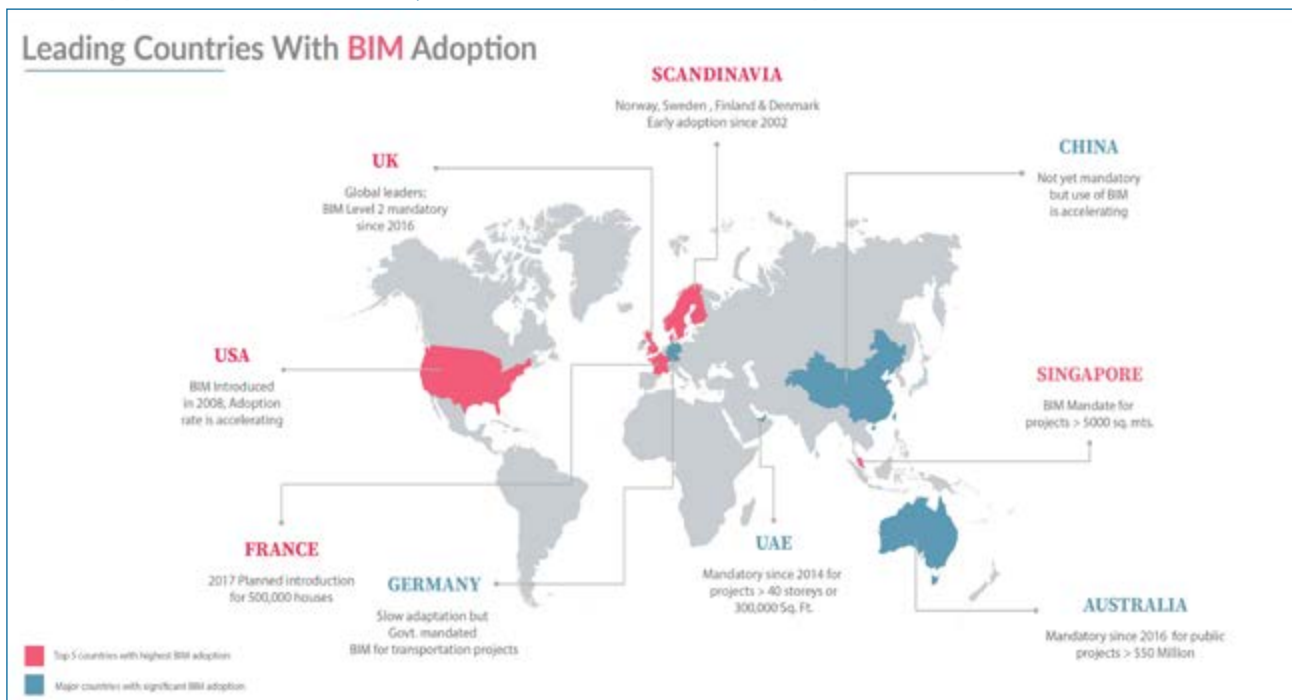 Leading Countries With BIM Adoption
SCANDINAVIA
Norway, Sweden , Finland & Denmark
Early adoption since 2002
UK
Global leaders;
BIM Level 2 mandatory
since 2016
CHINA
Not yet mandatory
but use of BIM
is accelerating
USA
BIM Introduced
in 2008; Adoption
rate is accelerating
SINGAPORE
BIM Mandate for
projects > 5000 sq. mts.
FRANCE
2017 Planned introduction
for 500,000 houses
GERMANY
Slow adaptation but
Govt. mandated
BIM for transportation projects
UAE
Mandatory since 2014 for
projects > 40 storeys or
300,000 Sq. Ft.
AUSTRALIA
Mandatory since 2016 for public
projects > $50 Million
Top 5 countries with highest BIM adoption
Major countries with significant BIM adoption